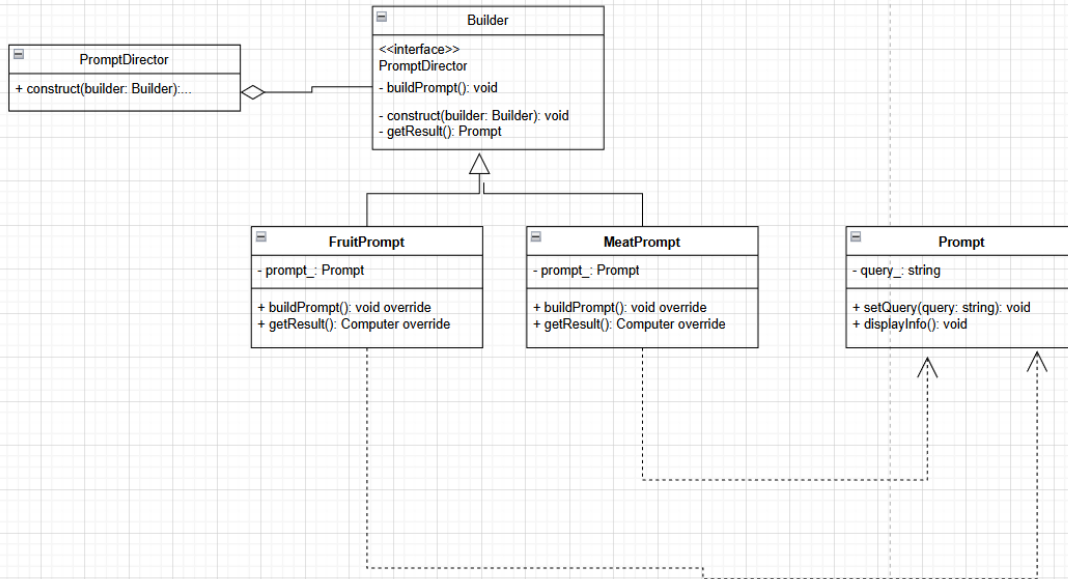 Builder
<<interface>>
PromptDirector
- buildPrompt(): void
- construct(builder: Builder): void
- getResult(): Prompt
PromptDirector
+ construct(builder: Builder):...
FruitPrompt
- prompt_: Prompt
+ buildPrompt(): void override
+ getResult(): Computer override
MeatPrompt
- prompt_: Prompt
+ buildPrompt(): void override
+ getResult(): Computer override
Prompt
- query_: string
+ setQuery(query: string): void
+ displayInfo(): void